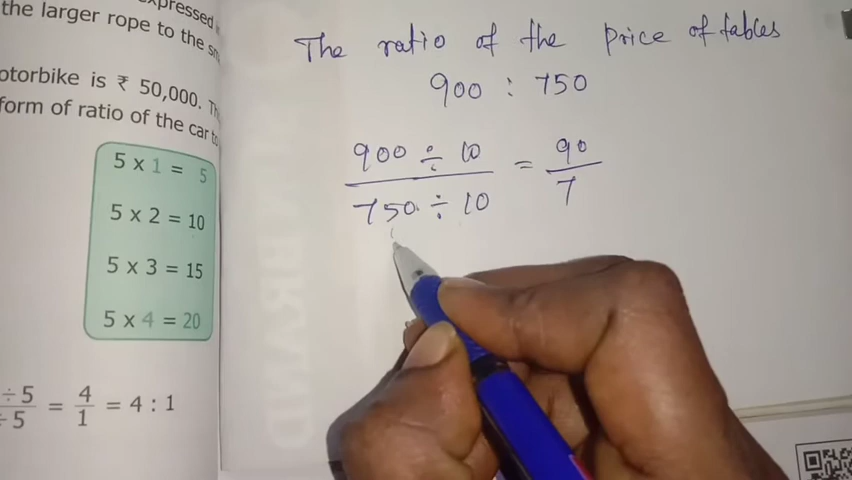 expressed
the larger rope to the
otorbike is ₹ 50,000.
form of ratio of the car to
5 x 1 = 5
5 x 2 = 10
5 x 3 = 15
5 x 4 = 20
÷5/÷5 = 4/1 = 4 : 1
The ratio of the price of tables
900 : 750
900 ÷ 10 / 750 ÷ 10 = 90 / 7